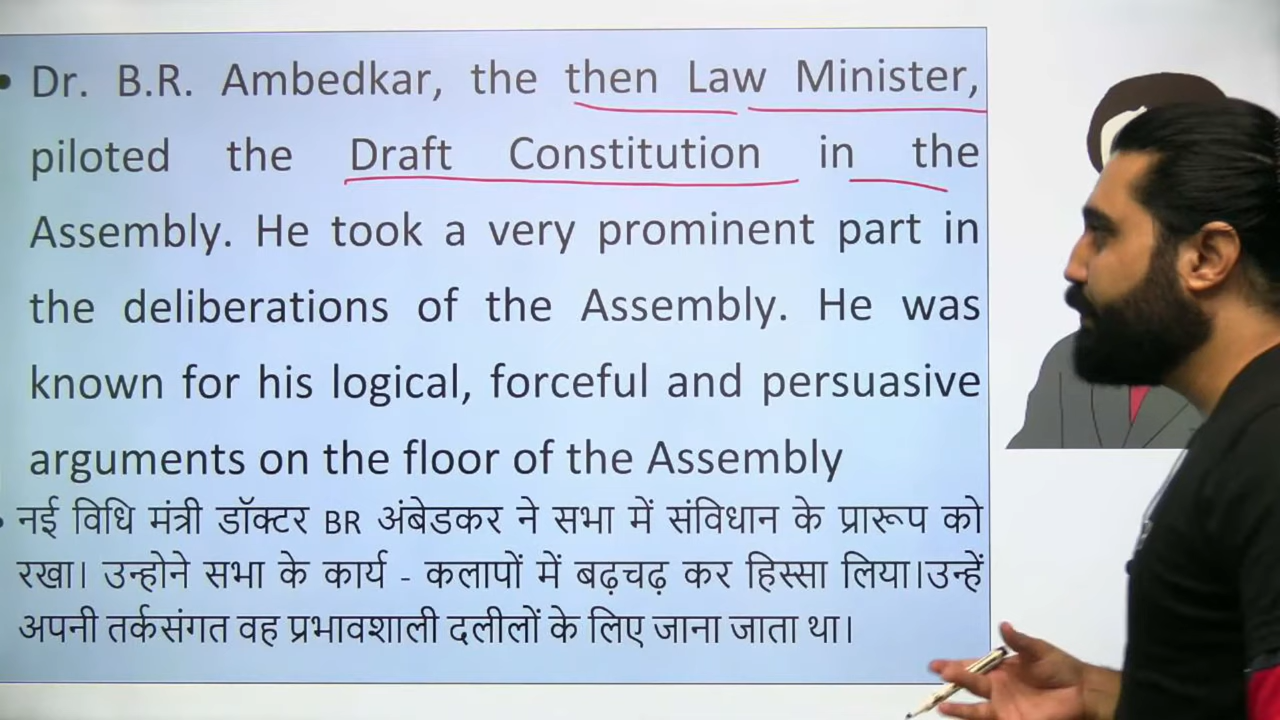 • Dr. B.R. Ambedkar, the then Law Minister,
piloted the Draft Constitution in the
Assembly. He took a very prominent part in
the deliberations of the Assembly. He was
known for his logical, forceful and persuasive
arguments on the floor of the Assembly
• नई विधि मंत्री डॉक्टर BR अंबेडकर ने सभा में संविधान के प्रारूप को
रखा। उन्होने सभा के कार्य - कलापों में बढ़चढ़ कर हिस्सा लिया।उन्हें
अपनी तर्कसंगत वह प्रभावशाली दलीलों के लिए जाना जाता था।